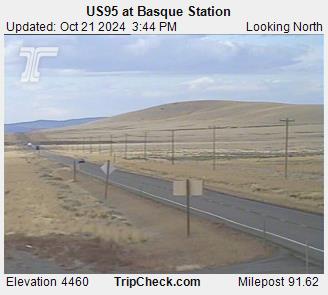 US95 at Basque Station
Updated: Oct 21 2024 3:44 PM Looking North
Elevation 4460 TripCheck.com Milepost 91.62